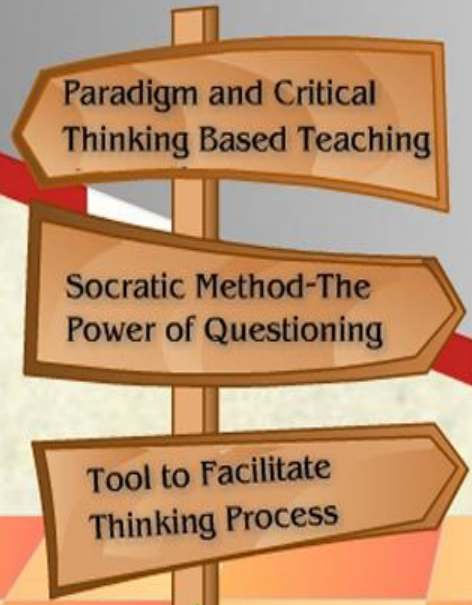 Paradigm and Critical
Thinking Based Teaching
Socratic Method-The
Power of Questioning
Tool to Facilitate
Thinking Process